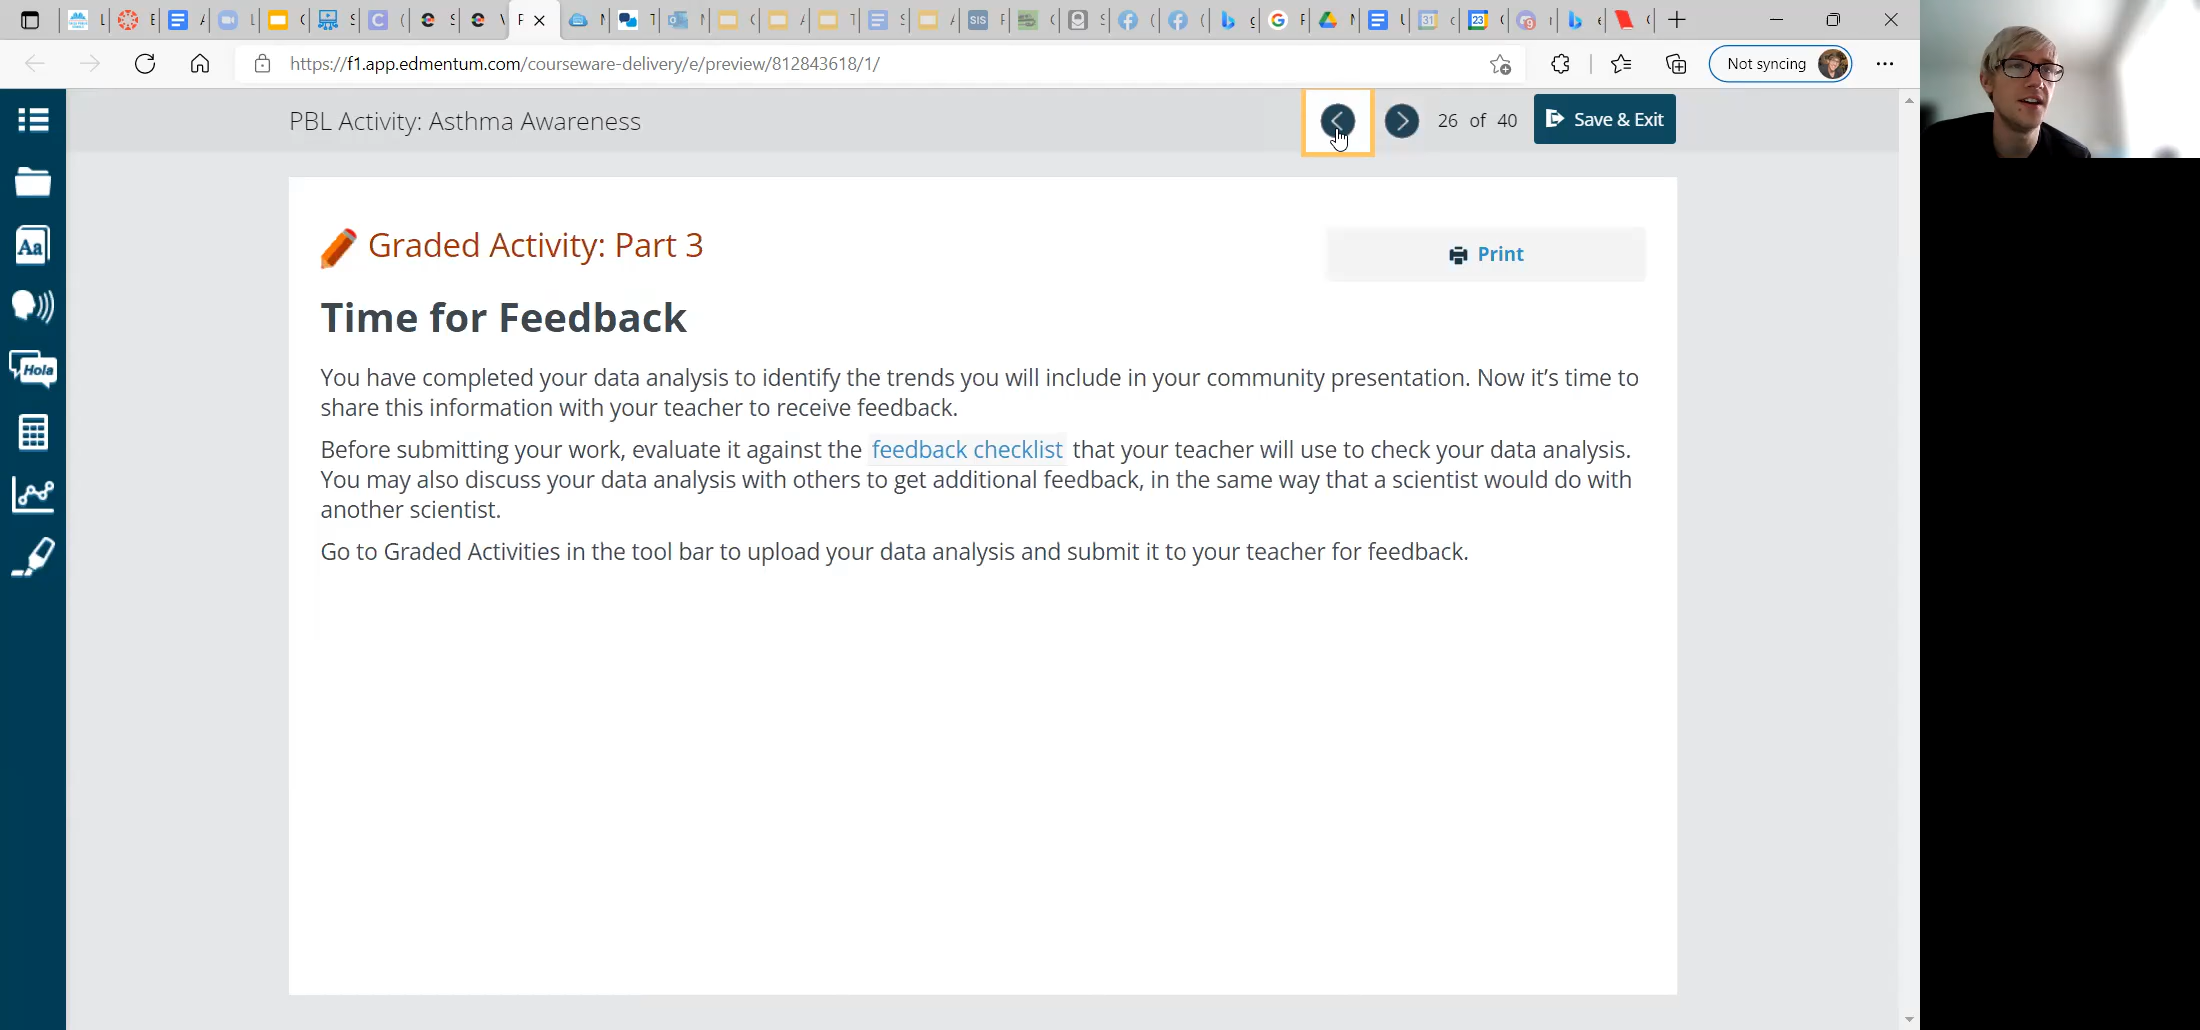 https://f1.app.edmentum.com/courseware-delivery/e/preview/812843618/1/
Not syncing
PBL Activity: Asthma Awareness
26 of 40
Save & Exit
Graded Activity: Part 3
Print
Time for Feedback
You have completed your data analysis to identify the trends you will include in your community presentation. Now it’s time to
share this information with your teacher to receive feedback.
Before submitting your work, evaluate it against the feedback checklist that your teacher will use to check your data analysis.
You may also discuss your data analysis with others to get additional feedback, in the same way that a scientist would do with
another scientist.
Go to Graded Activities in the tool bar to upload your data analysis and submit it to your teacher for feedback.
Aa
Hola